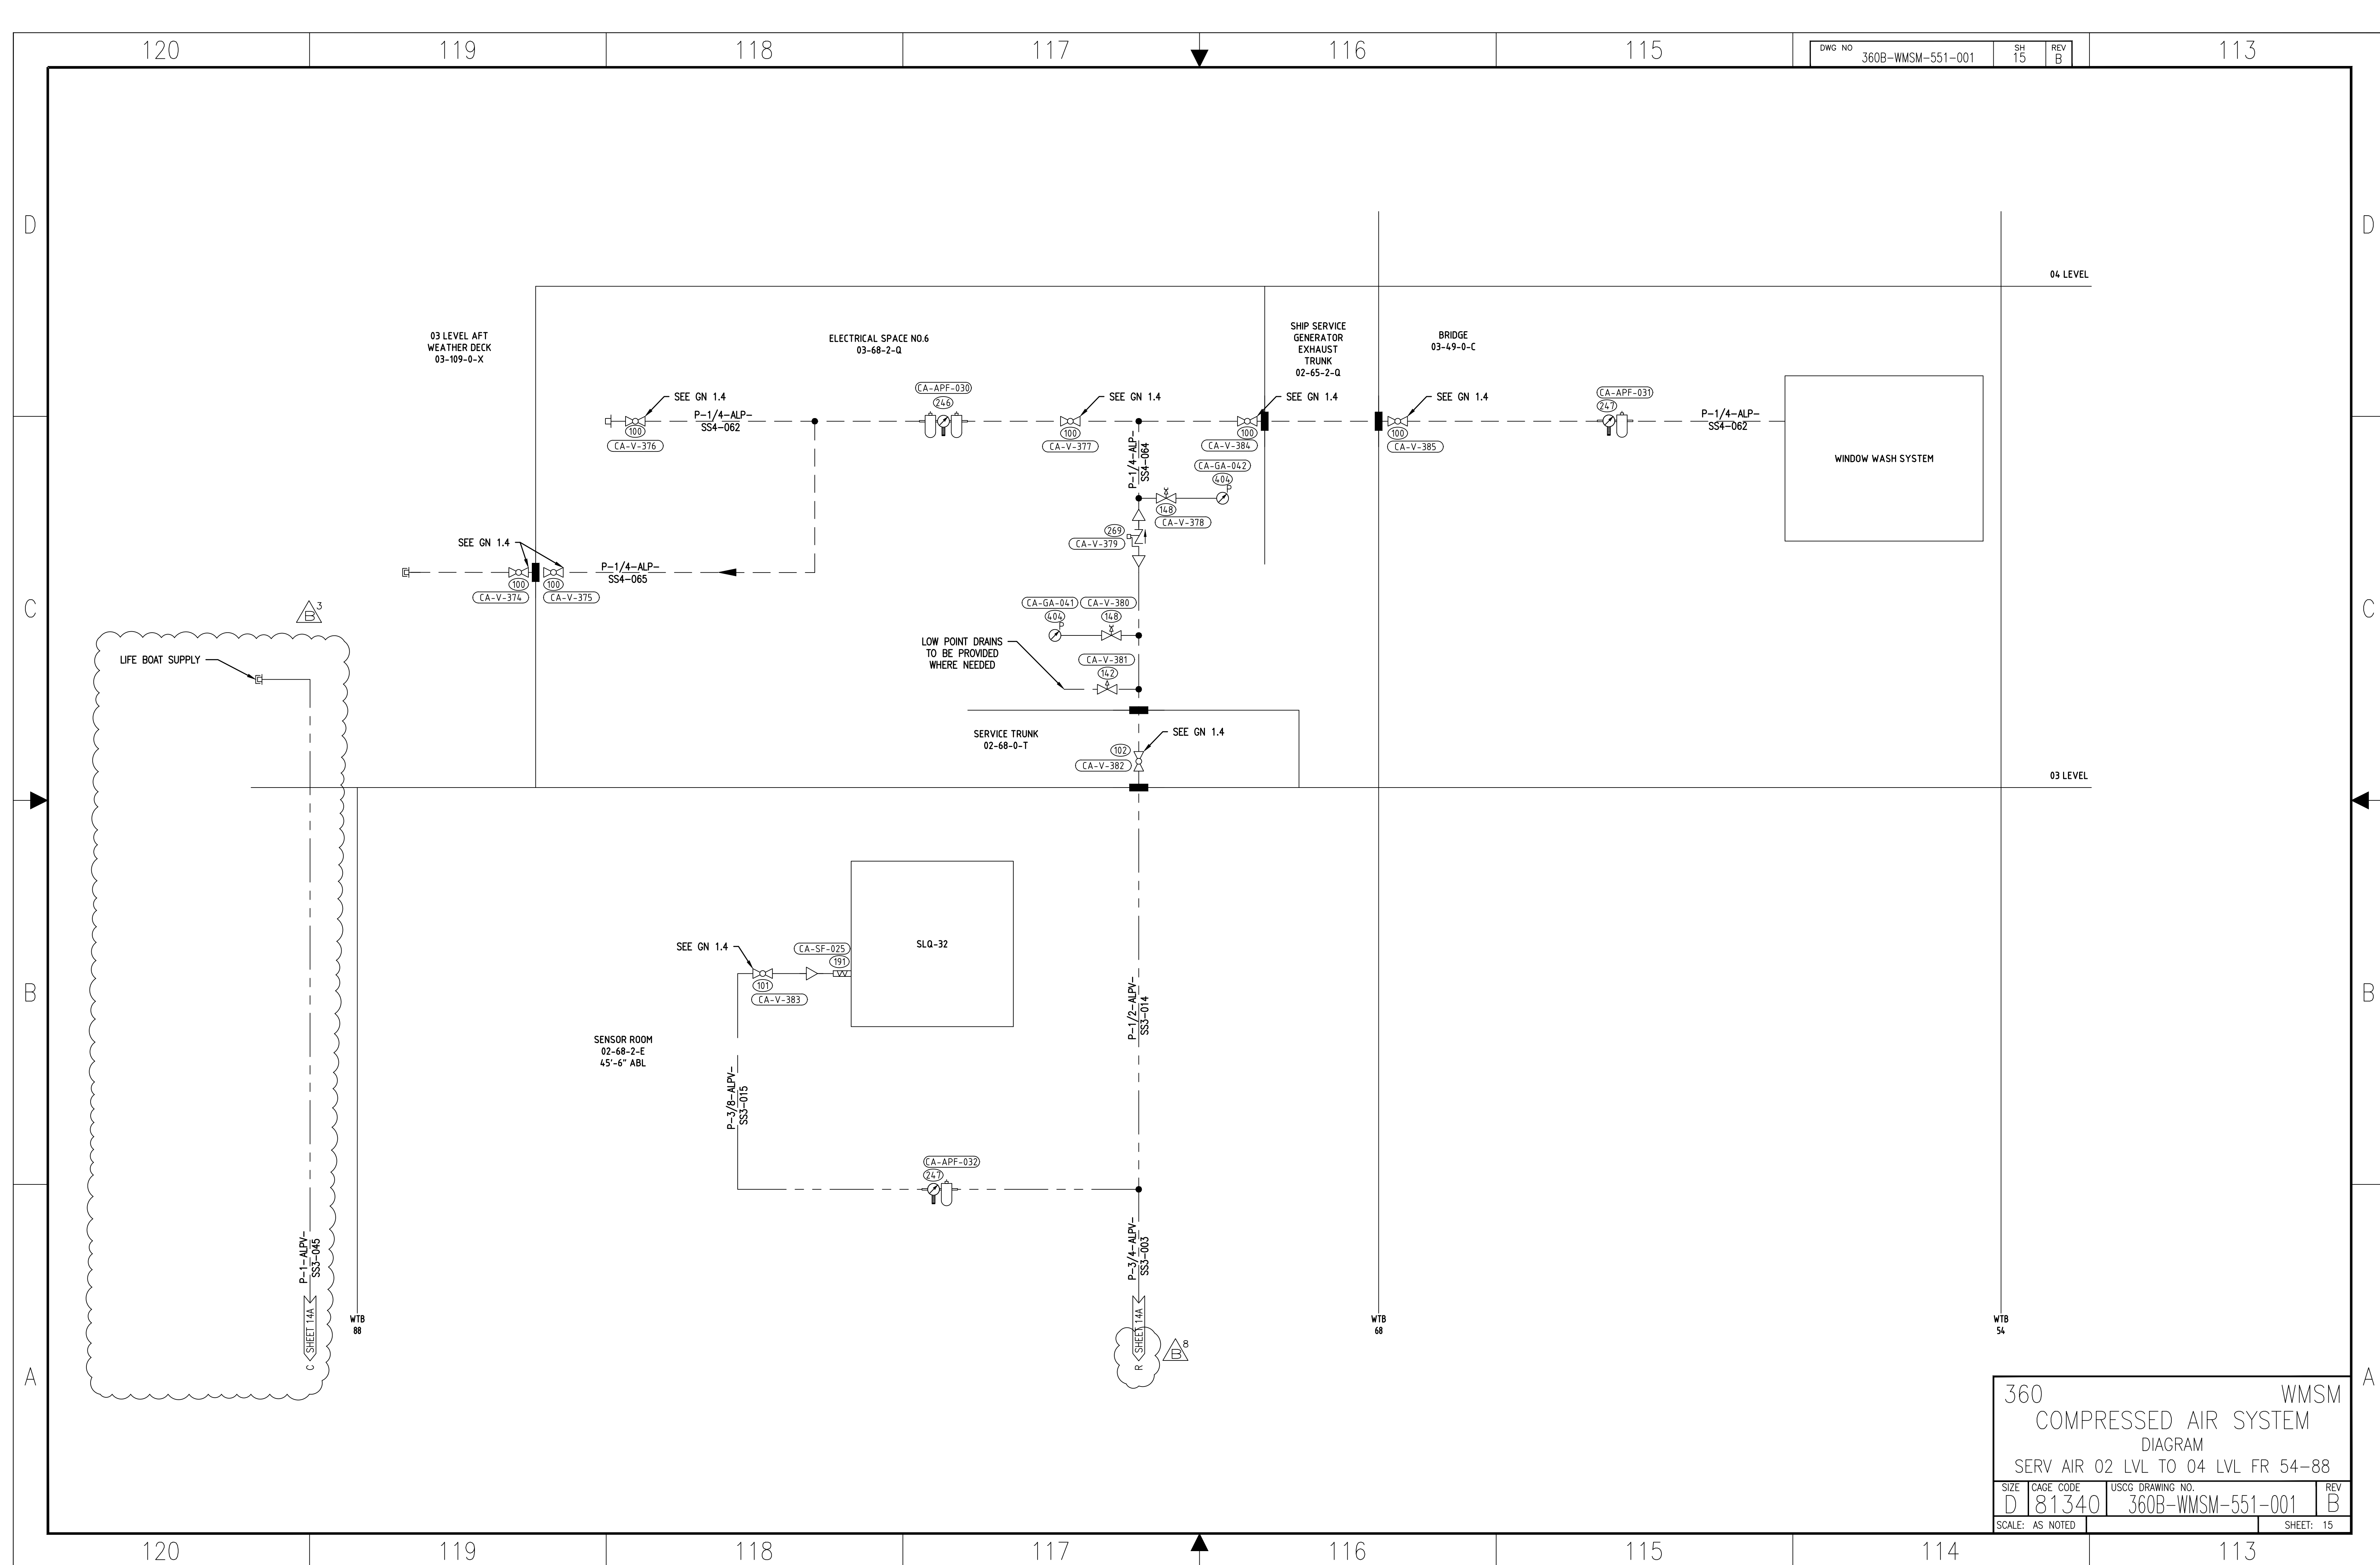 120
119
118
117
116
115
113
DWG NO
360B-WMSM-551-001
SH
15
REV
B
D
D
04 LEVEL
03 LEVEL AFT
WEATHER DECK
03-109-0-X
ELECTRICAL SPACE NO.6
03-68-2-Q
SHIP SERVICE
GENERATOR
EXHAUST
TRUNK
02-65-2-Q
BRIDGE
03-49-0-C
SEE GN 1.4
P-1/4-ALP-
SS4-062
100
CA-V-376
CA-APF-030
246
SEE GN 1.4
100
CA-V-377
SEE GN 1.4
100
CA-V-384
SEE GN 1.4
100
CA-V-385
CA-APF-031
247
P-1/4-ALP-
SS4-062
WINDOW WASH SYSTEM
P-1/4-ALP-
SS4-064
CA-GA-042
404
P
148
CA-V-378
269
CA-V-379
SEE GN 1.4
100
CA-V-374
100
CA-V-375
P-1/4-ALP-
SS4-065
C
C
B
3
LIFE BOAT SUPPLY
CA-GA-041
404
P
CA-V-380
148
LOW POINT DRAINS
TO BE PROVIDED
WHERE NEEDED
CA-V-381
142
SERVICE TRUNK
02-68-0-T
SEE GN 1.4
102
CA-V-382
03 LEVEL
SLQ-32
SEE GN 1.4
CA-SF-025
191
101
CA-V-383
B
B
SENSOR ROOM
02-68-2-E
45'-6" ABL
P-1/2-ALPV-
SS3-014
P-3/8-ALPV-
SS3-015
CA-APF-032
247
P-1-ALPV-
SS3-045
P-3/4-ALPV-
SS3-003
SHEET 14A
C
WTB
88
SHEET 14A
R
B
8
WTB
68
WTB
54
A
A
360
WMSM
COMPRESSED AIR SYSTEM
DIAGRAM
SERV AIR 02 LVL TO 04 LVL FR 54-88
SIZE
D
CAGE CODE
81340
USCG DRAWING NO.
360B-WMSM-551-001
REV
B
SCALE: AS NOTED
SHEET: 15
120
119
118
117
116
115
114
113